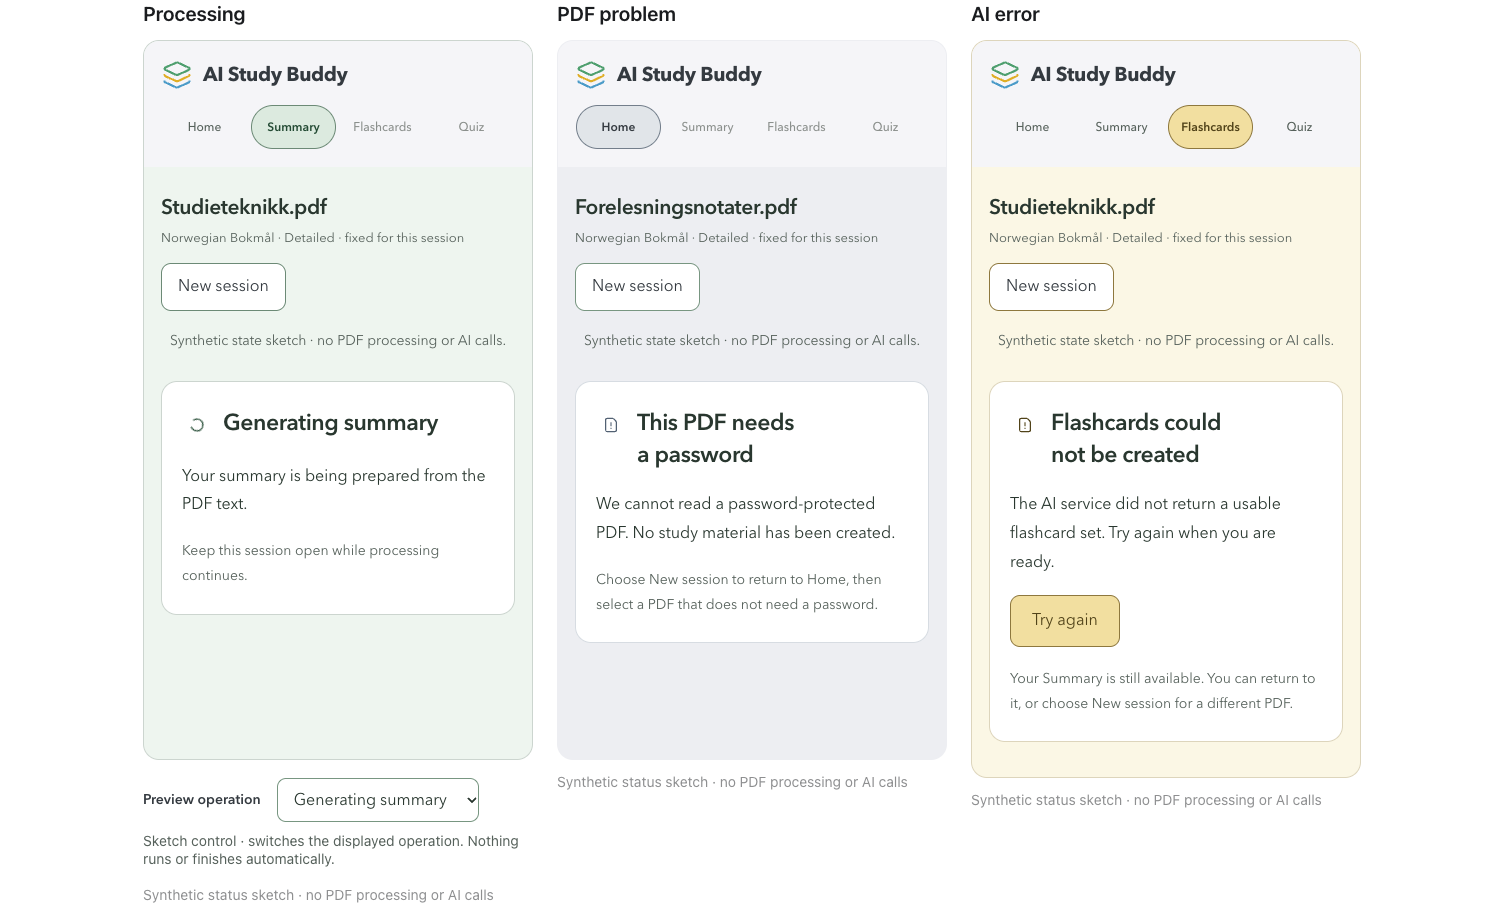 Processing
AI Study Buddy
Home Summary Flashcards Quiz
Studieteknikk.pdf
Norwegian Bokmål · Detailed · fixed for this session
New session
Synthetic state sketch · no PDF processing or AI calls.
Generating summary
Your summary is being prepared from the
PDF text.
Keep this session open while processing
continues.
Preview operation
Generating summary
Sketch control · switches the displayed operation. Nothing
runs or finishes automatically.
Synthetic status sketch · no PDF processing or AI calls
PDF problem
AI Study Buddy
Home Summary Flashcards Quiz
Forelesningsnotater.pdf
Norwegian Bokmål · Detailed · fixed for this session
New session
Synthetic state sketch · no PDF processing or AI calls.
This PDF needs
a password
We cannot read a password-protected
PDF. No study material has been created.
Choose New session to return to Home, then
select a PDF that does not need a password.
Synthetic status sketch · no PDF processing or AI calls
AI error
AI Study Buddy
Home Summary Flashcards Quiz
Studieteknikk.pdf
Norwegian Bokmål · Detailed · fixed for this session
New session
Synthetic state sketch · no PDF processing or AI calls.
Flashcards could
not be created
The AI service did not return a usable
flashcard set. Try again when you are
ready.
Try again
Your Summary is still available. You can return to
it, or choose New session for a different PDF.
Synthetic status sketch · no PDF processing or AI calls